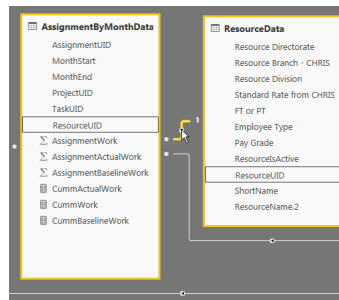 AssignmentByMonthData
AssignmentUID
MonthStart
MonthEnd
ProjectUID
TaskUID
ResourceUID
∑ AssignmentWork
∑ AssignmentActualWork
∑ AssignmentBaselineWork
CummActualWork
CummWork
CummBaselineWork
*
*
*
1
ResourceData
Resource Directorate
Resource Branch - CHRIS
Resource Division
Standard Rate from CHRIS
FT or PT
Employee Type
Pay Grade
ResourceIsActive
ResourceUID
ShortName
ResourceName.2